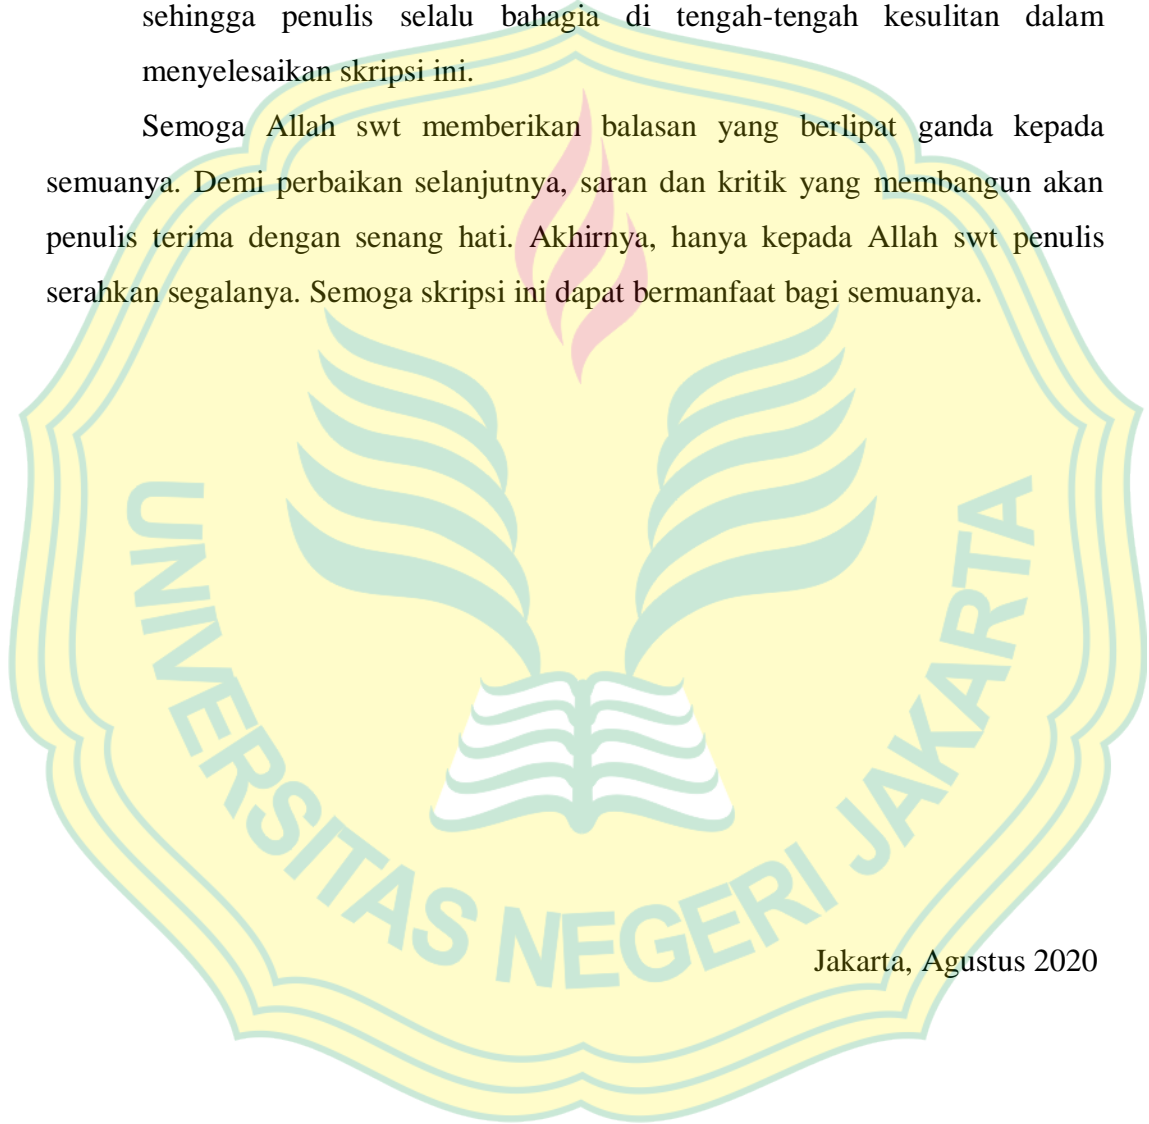 sehingga penulis selalu bahagia di tengah-tengah kesulitan dalam
menyelesaikan skripsi ini.
Semoga Allah swt memberikan balasan yang berlipat ganda kepada
semuanya. Demi perbaikan selanjutnya, saran dan kritik yang membangun akan
penulis terima dengan senang hati. Akhirnya, hanya kepada Allah swt penulis
serahkan segalanya. Semoga skripsi ini dapat bermanfaat bagi semuanya.
UNIVERSITAS NEGERI JAKARTA
Jakarta, Agustus 2020